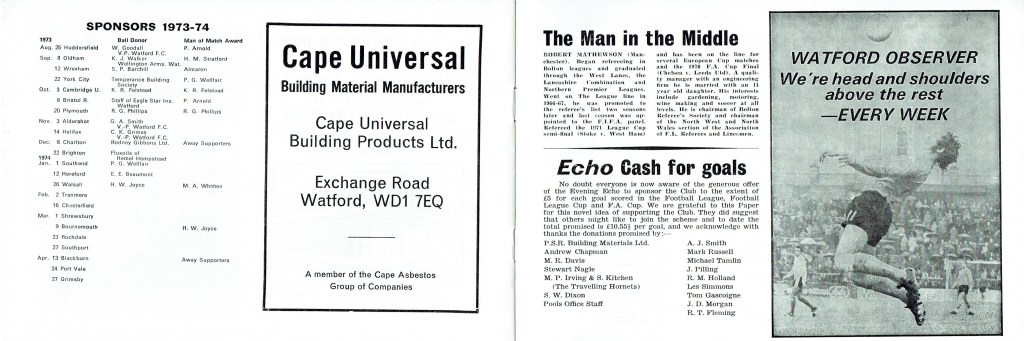 SPONSORS 1973-74
1973 Ball Donor Man of Match Award
Aug. 25 Huddersfield W. Goodall P. Arnold
V.-P. Watford F.C.
Sep. 8 Oldham K. J. Walker H. M. Stratford
Wellington Arms, Wat.
12 Wrexham S. P. Barchill Almaron
22 York City Temperance Building P. G. Wolffair
Society
Oct. 3 Cambridge U. K. R. Felstead K. R. Felstead
6 Bristol R. Staff of Eagle Star Ins. P. Arnold
Watford
20 Plymouth R. G. Phillips R. G. Phillips
Nov. 3 Aldershot G. A. Smith
V.-P. Watford F.C.
14 Halifax C. K. Groves
V.-P. Watford F.C.
Dec. 8 Charlton Rodney Gibbons Ltd. Away Supporters
22 Brighton Fluxoils of
1974 Hemel Hempstead
Jan. 1 Southend P. G. Wolffair
12 Hereford E. E. Beaumont
26 Walsall H. W. Joyce M. A. Whitten
Feb. 2 Tranmere
16 Chesterfield
Mar. 1 Shrewsbury
9 Bournemouth H. W. Joyce
23 Rochdale
27 Southport
Apr. 13 Blackburn Away Supporters
24 Port Vale
27 Grimsby
Cape Universal
Building Material Manufacturers
Cape Universal
Building Products Ltd.
Exchange Road
Watford, WD1 7EQ
A member of the Cape Asbestos
Group of Companies
The Man in the Middle
ROBERT MATHEWSON (Man-
chester). Began refereeing in
Bolton leagues and graduated
through the West Lancs, the
Lancashire Combination and
Northern Premier Leagues.
Went on The League line in
1966-67, he was promoted to
the referee's list two seasons
later and last season was ap-
pointed to the F.I.F.A. panel.
Refereed the 1971 League Cup
semi-final (Stoke v. West Ham)
and has been on the line for
several European Cup matches
and the 1970 F.A. Cup Final
(Chelsea v. Leeds Utd). A quali-
ty manager with an engineering
firm he is married with an 11
year old daughter. His interests
include gardening, motoring,
wine making and soccer at all
levels. He is chairman of Bolton
Referee's Society and chairman
of the North West and North
Wales section of the Association
of F.L. Referees and Linesmen.
Echo Cash for goals
No doubt everyone is now aware of the generous offer
of the Evening Echo to sponsor the Club to the extent of
£5 for each goal scored in the Football League, Football
League Cup and F.A. Cup. We are grateful to this Paper
for this novel idea of supporting the Club. They did suggest
that others might like to join the scheme and to date the
total promised is £10.55½ per goal, and we acknowledge with
thanks the donations promised by:—
P.S.R. Building Materials Ltd.
Andrew Chapman
M. R. Davis
Stewart Nagle
M. P. Irving & S. Kitchen
(The Travelling Hornets)
S. W. Dixon
Pools Office Staff
A. J. Smith
Mark Russell
Michael Tamlin
J. Pilling
R. M. Holland
Les Simmons
Tom Gascoigne
J. D. Morgan
R. T. Fleming
WATFORD OBSERVER
We're head and shoulders
above the rest
—EVERY WEEK